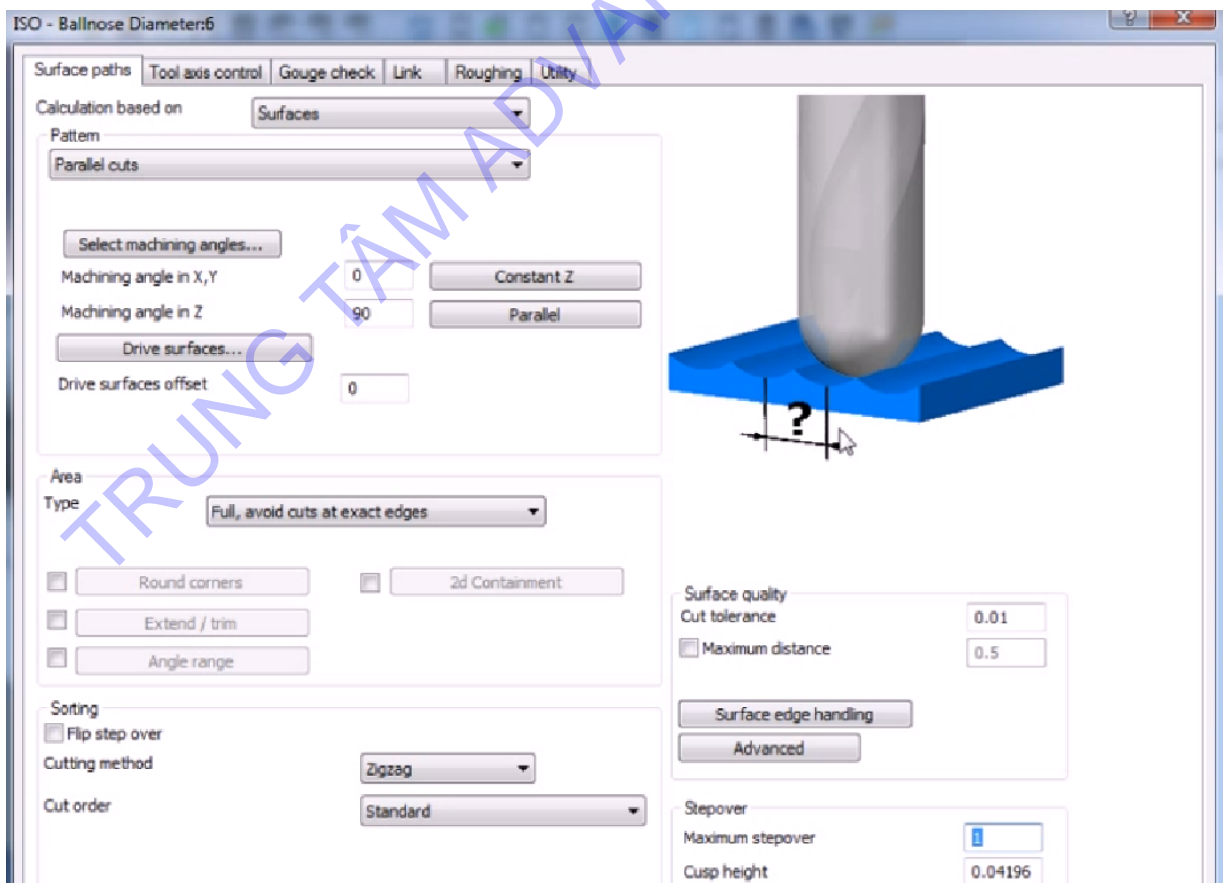 ISO - Ballnose Diameter:6
Surface paths Tool axis control Gouge check Link Roughing Utility
Calculation based on Surfaces
Pattern
Parallel cuts
Select machining angles...
Machining angle in X,Y 0 Constant Z
Machining angle in Z 90 Parallel
Drive surfaces...
Drive surfaces offset 0
?
Area
Type Full, avoid cuts at exact edges
Round corners 2d Containment
Extend / trim
Angle range
Surface quality
Cut tolerance 0.01
Maximum distance 0.5
Surface edge handling
Advanced
Sorting
Flip step over
Cutting method Zigzag
Cut order Standard
Stepover
Maximum stepover 1
Cusp height 0.04196
TRUNG TÂM ADVA